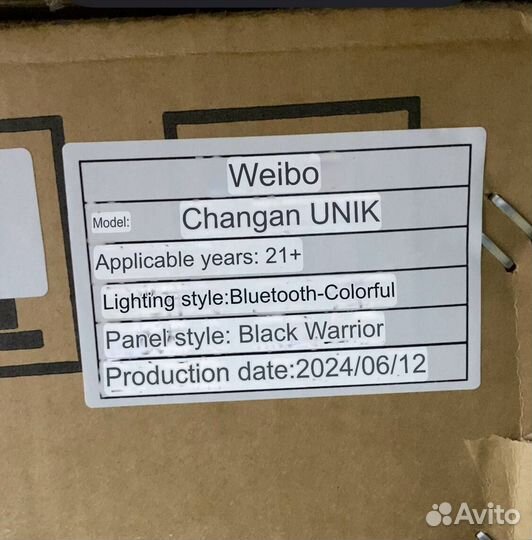 Weibo
Model: Changan UNIK
Applicable years: 21+
Lighting style:Bluetooth-Colorful
Panel style: Black Warrior
Production date:2024/06/12
Avito